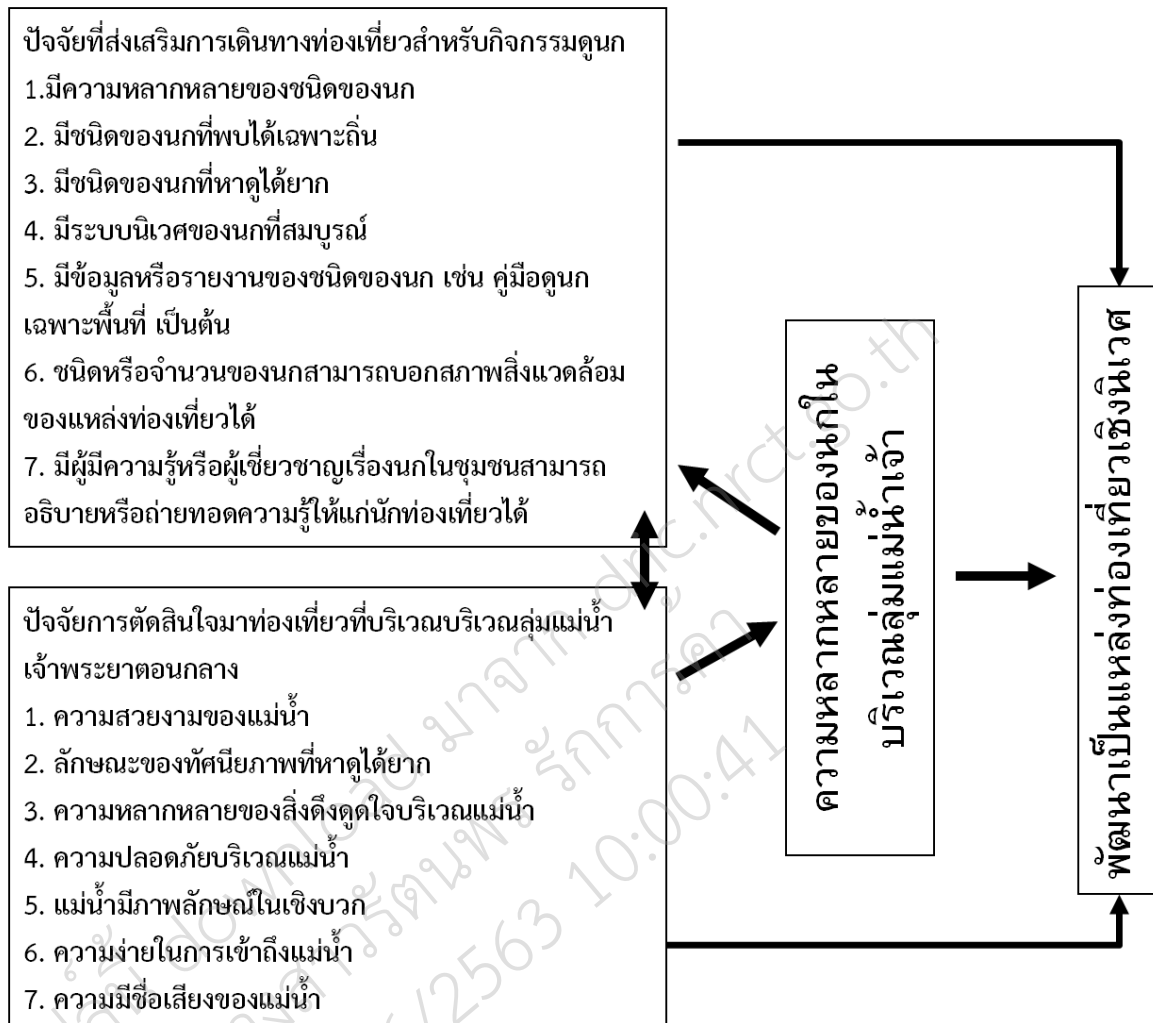 ปัจจัยที่ส่งเสริมการเดินทางท่องเที่ยวสำหรับกิจกรรมดูนก
1.มีความหลากหลายของชนิดของนก
2. มีชนิดของนกที่พบได้เฉพาะถิ่น
3. มีชนิดของนกที่หาดูได้ยาก
4. มีระบบนิเวศของนกที่สมบูรณ์
5. มีข้อมูลหรือรายงานของชนิดของนก เช่น คู่มือดูนก
เฉพาะพื้นที่ เป็นต้น
6. ชนิดหรือจำนวนของนกสามารถบอกสภาพสิ่งแวดล้อม
ของแหล่งท่องเที่ยวได้
7. มีผู้มีความรู้หรือผู้เชี่ยวชาญเรื่องนกในชุมชนสามารถ
อธิบายหรือถ่ายทอดความรู้ให้แก่นักท่องเที่ยวได้
ปัจจัยการตัดสินใจมาท่องเที่ยวที่บริเวณบริเวณลุ่มแม่น้ำ
เจ้าพระยาตอนกลาง
1. ความสวยงามของแม่น้ำ
2. ลักษณะของทัศนียภาพที่หาดูได้ยาก
3. ความหลากหลายของสิ่งดึงดูดใจบริเวณแม่น้ำ
4. ความปลอดภัยบริเวณแม่น้ำ
5. แม่น้ำมีภาพลักษณ์ในเชิงบวก
6. ความง่ายในการเข้าถึงแม่น้ำ
7. ความมีชื่อเสียงของแม่น้ำ
ความหลากหลายของนกใน
บริเวณลุ่มแม่น้ำเจ้า
พัฒนาเป็นแหล่งท่องเที่ยวเชิงนิเวศ
download มาจาก dric.nrct.go.th
รัตนพร รักการค้า
/2563 10:00:41